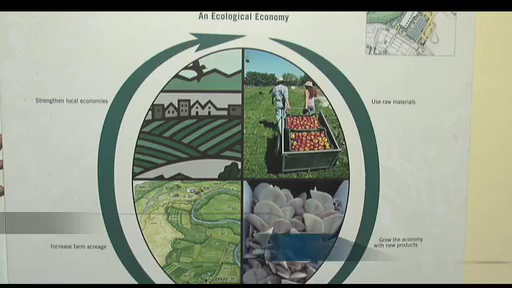 An Ecological Economy
Strengthen local economies
Use raw materials
Increase farm acreage
Grow the economy
with new products